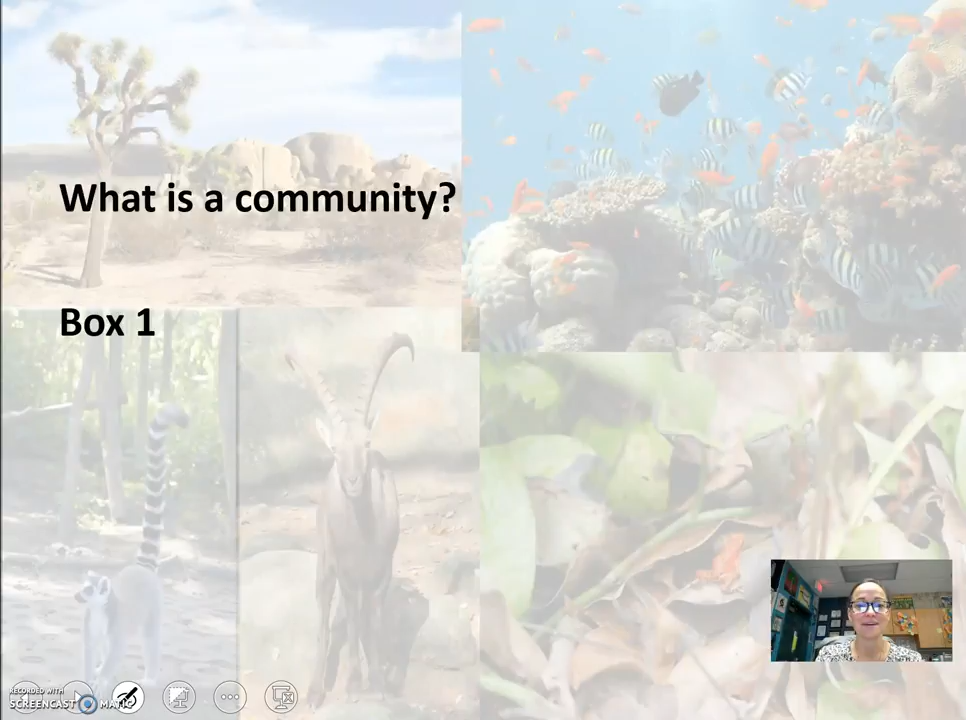 What is a community?
Box 1
RECORDED WITH
SCREENCAST MATIC